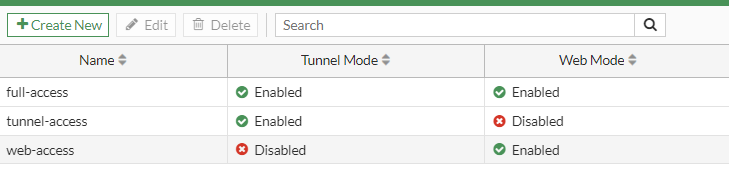 Create New Edit Delete Search
Name Tunnel Mode Web Mode
full-access Enabled Enabled
tunnel-access Enabled Disabled
web-access Disabled Enabled